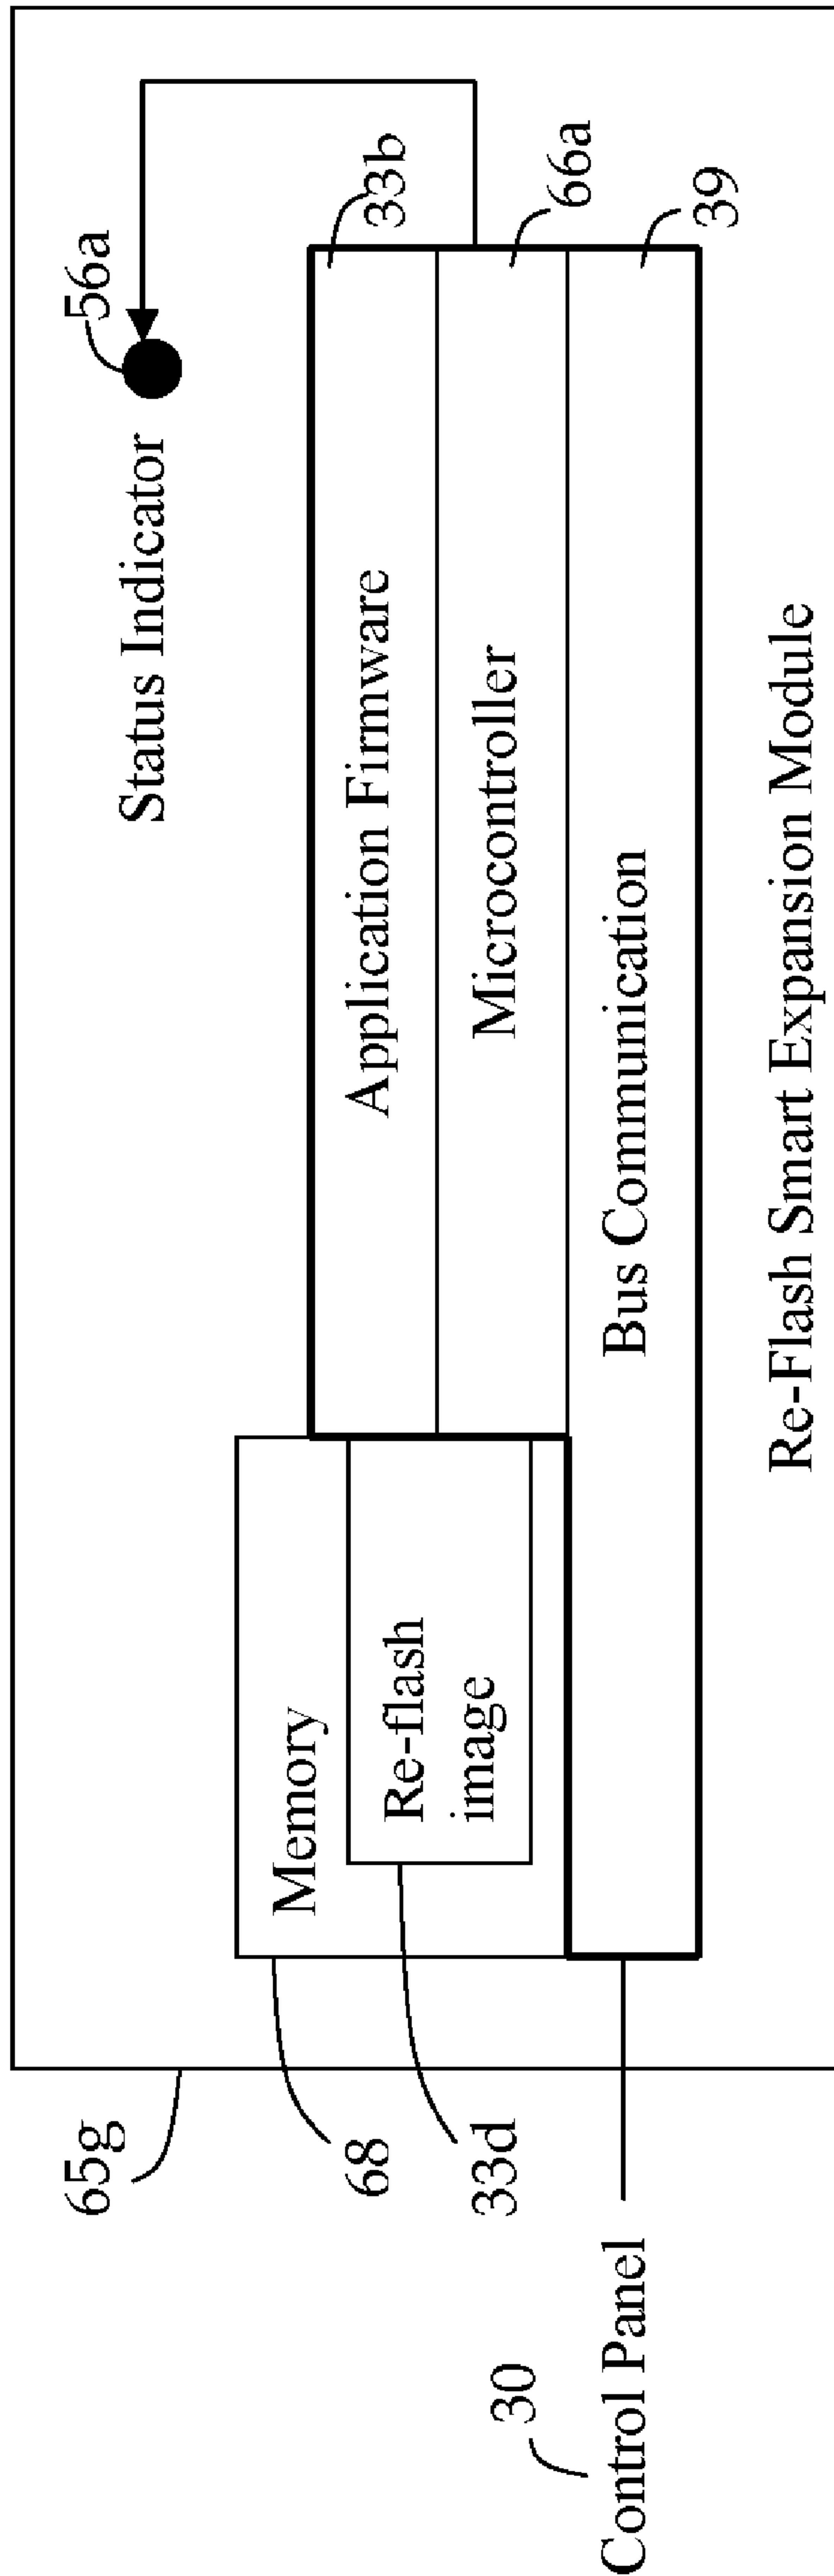 56a
Status Indicator
33b
Application Firmware
66a
Microcontroller
39
Bus Communication
Memory
Re-flash
image
65g
68
33d
30
Control Panel
Re-Flash Smart Expansion Module